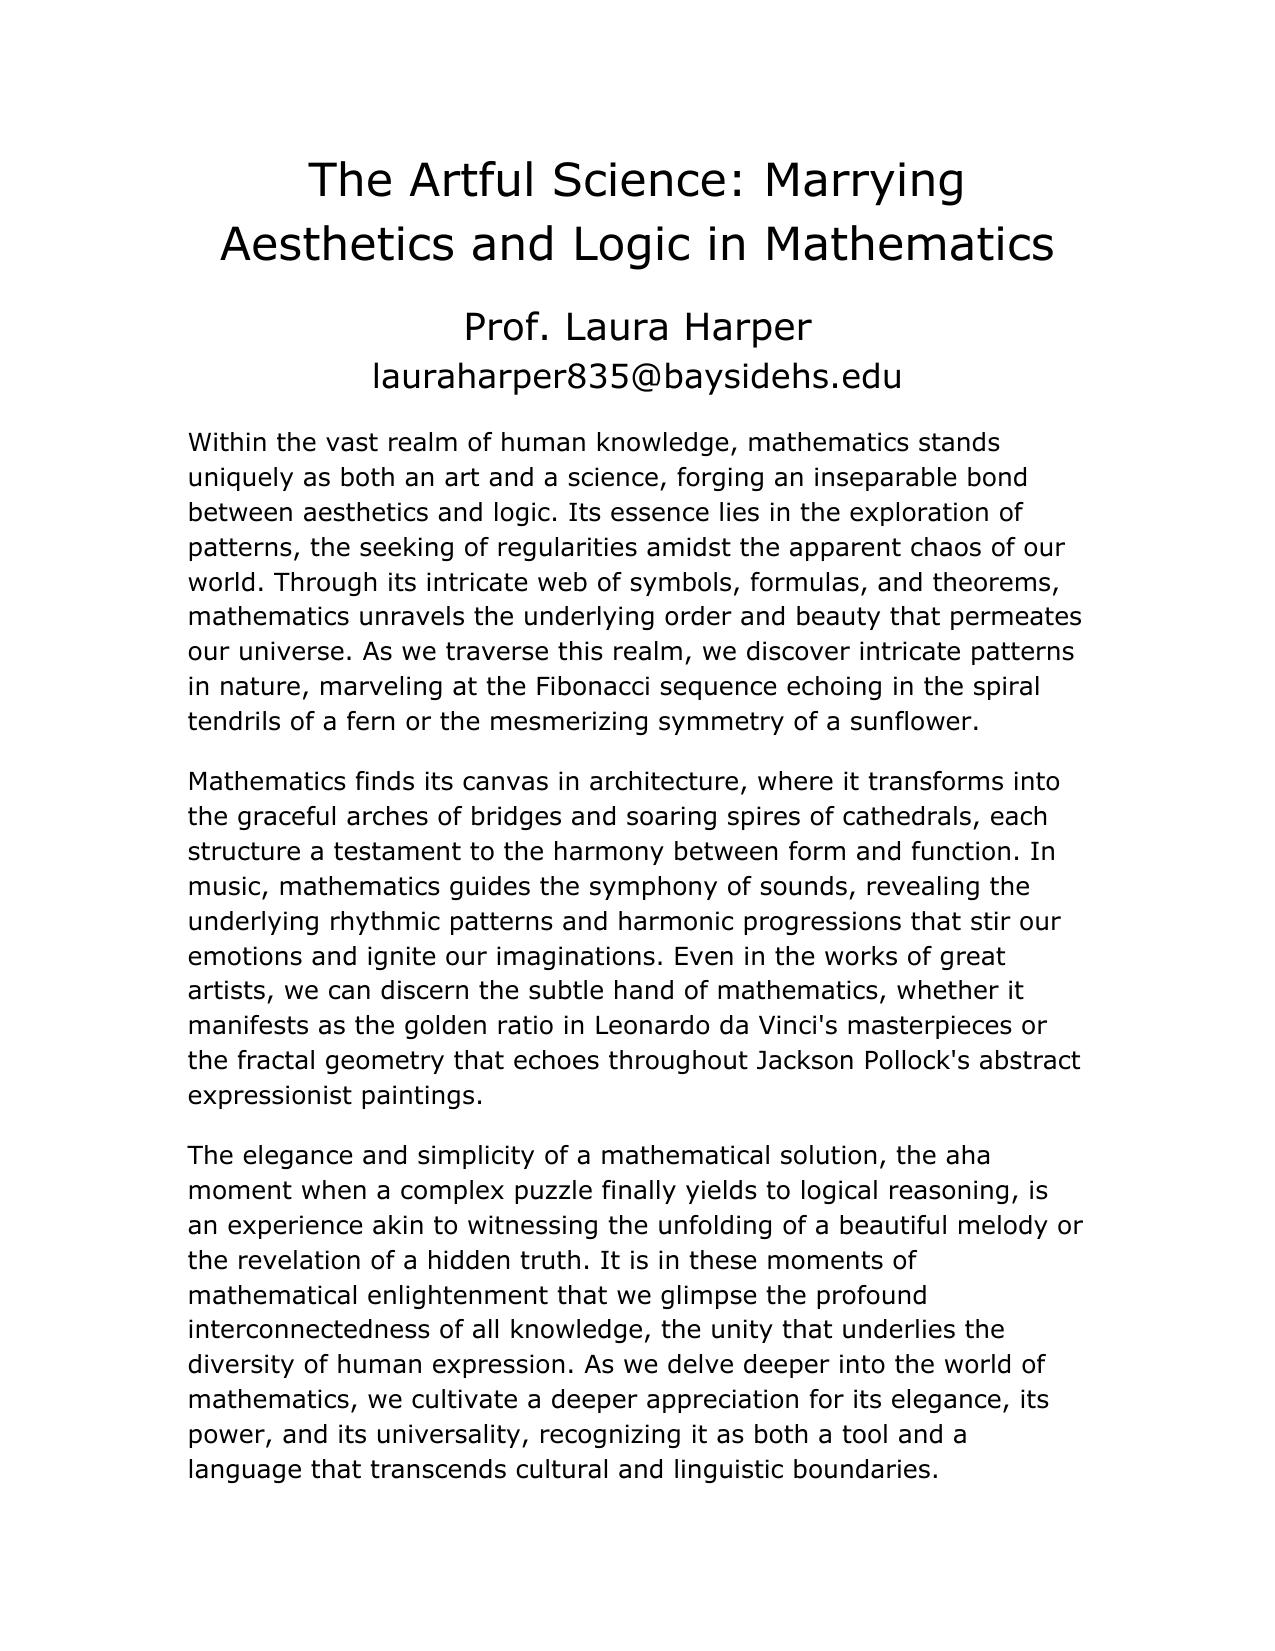 The Artful Science: Marrying
Aesthetics and Logic in Mathematics
Prof. Laura Harper
lauraharper835@baysidehs.edu
Within the vast realm of human knowledge, mathematics stands
uniquely as both an art and a science, forging an inseparable bond
between aesthetics and logic. Its essence lies in the exploration of
patterns, the seeking of regularities amidst the apparent chaos of our
world. Through its intricate web of symbols, formulas, and theorems,
mathematics unravels the underlying order and beauty that permeates
our universe. As we traverse this realm, we discover intricate patterns
in nature, marveling at the Fibonacci sequence echoing in the spiral
tendrils of a fern or the mesmerizing symmetry of a sunflower.
Mathematics finds its canvas in architecture, where it transforms into
the graceful arches of bridges and soaring spires of cathedrals, each
structure a testament to the harmony between form and function. In
music, mathematics guides the symphony of sounds, revealing the
underlying rhythmic patterns and harmonic progressions that stir our
emotions and ignite our imaginations. Even in the works of great
artists, we can discern the subtle hand of mathematics, whether it
manifests as the golden ratio in Leonardo da Vinci's masterpieces or
the fractal geometry that echoes throughout Jackson Pollock's abstract
expressionist paintings.
The elegance and simplicity of a mathematical solution, the aha
moment when a complex puzzle finally yields to logical reasoning, is
an experience akin to witnessing the unfolding of a beautiful melody or
the revelation of a hidden truth. It is in these moments of
mathematical enlightenment that we glimpse the profound
interconnectedness of all knowledge, the unity that underlies the
diversity of human expression. As we delve deeper into the world of
mathematics, we cultivate a deeper appreciation for its elegance, its
power, and its universality, recognizing it as both a tool and a
language that transcends cultural and linguistic boundaries.